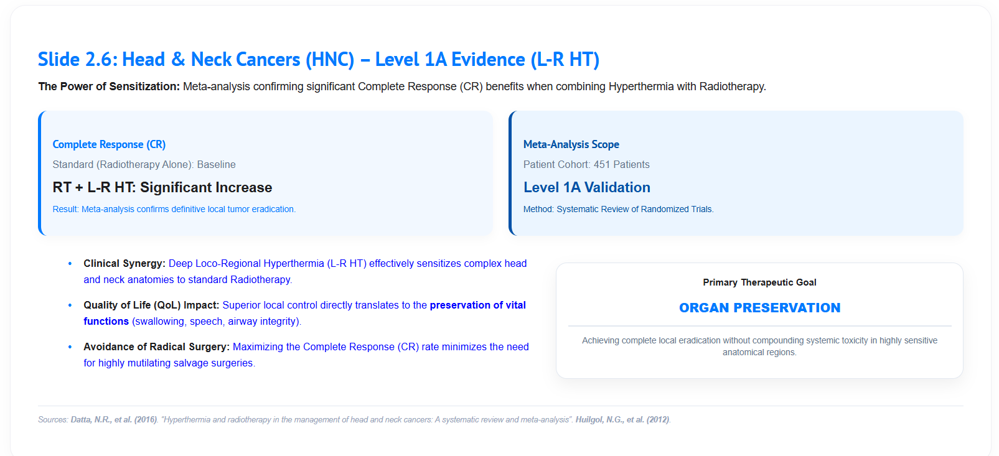 Slide 2.6: Head & Neck Cancers (HNC) – Level 1A Evidence (L-R HT)
The Power of Sensitization: Meta-analysis confirming significant Complete Response (CR) benefits when combining Hyperthermia with Radiotherapy.
Complete Response (CR)
Standard (Radiotherapy Alone): Baseline
RT + L-R HT: Significant Increase
Result: Meta-analysis confirms definitive local tumor eradication.
Meta-Analysis Scope
Patient Cohort: 451 Patients
Level 1A Validation
Method: Systematic Review of Randomized Trials.
• Clinical Synergy: Deep Loco-Regional Hyperthermia (L-R HT) effectively sensitizes complex head
and neck anatomies to standard Radiotherapy.
• Quality of Life (QoL) Impact: Superior local control directly translates to the preservation of vital
functions (swallowing, speech, airway integrity).
• Avoidance of Radical Surgery: Maximizing the Complete Response (CR) rate minimizes the need
for highly mutilating salvage surgeries.
Primary Therapeutic Goal
ORGAN PRESERVATION
Achieving complete local eradication without compounding systemic toxicity in highly sensitive
anatomical regions.
Sources: Datta, N.R., et al. (2016). "Hyperthermia and radiotherapy in the management of head and neck cancers: A systematic review and meta-analysis". Huilgol, N.G., et al. (2012).